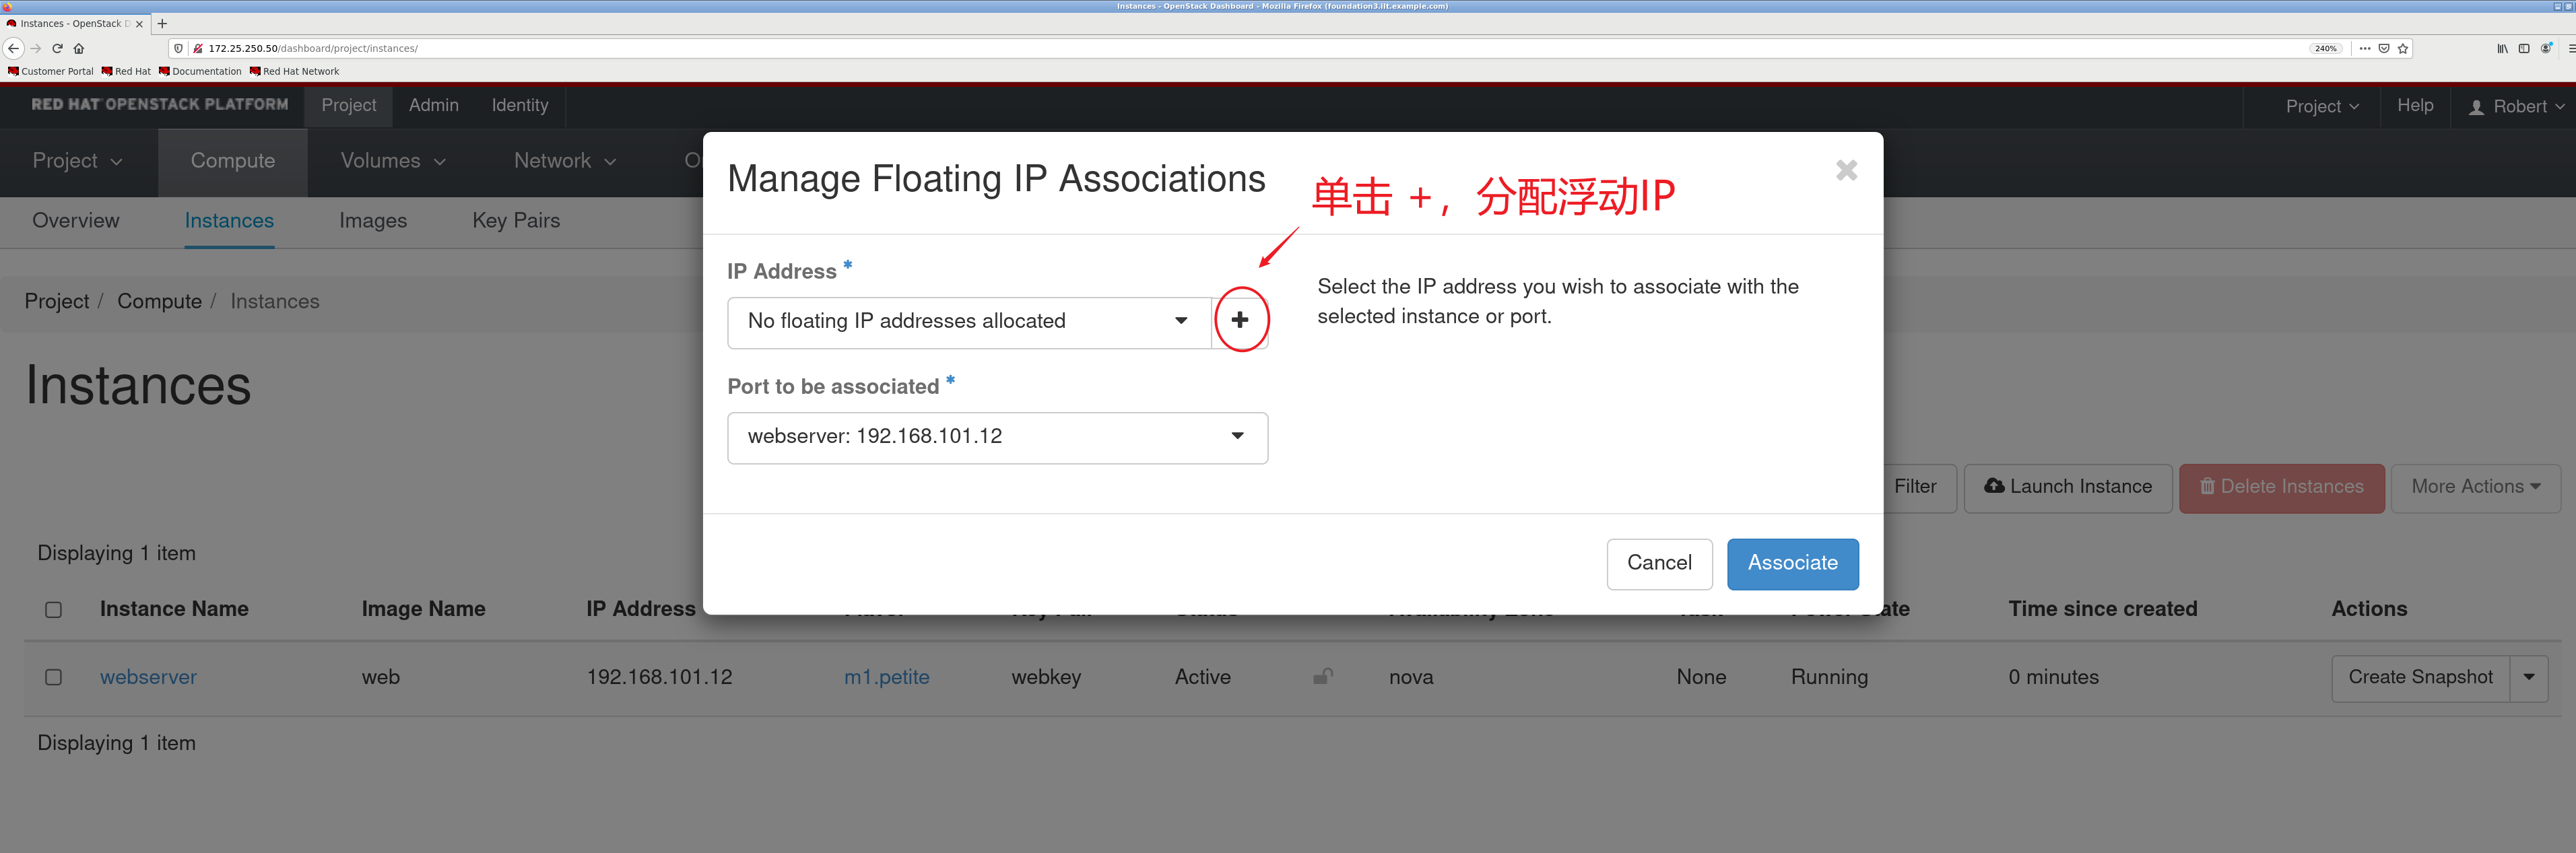 Instances - OpenStack Dashboard - Mozilla Firefox (foundation3.ilt.example.com)
Instances - OpenStack D
172.25.250.50/dashboard/project/instances/
240%
Customer Portal Red Hat Documentation Red Hat Network
RED HAT OPENSTACK PLATFORM Project Admin Identity Project Help Robert
Project Compute Volumes Network
Overview Instances Images Key Pairs
Project / Compute / Instances
Instances
Manage Floating IP Associations
单击 +，分配浮动IP
IP Address *
No floating IP addresses allocated
Select the IP address you wish to associate with the
selected instance or port.
Port to be associated *
webserver: 192.168.101.12
Cancel Associate
Filter Launch Instance Delete Instances More Actions
Displaying 1 item
Instance Name Image Name IP Address Time since created Actions
webserver web 192.168.101.12 m1.petite webkey Active nova None Running 0 minutes Create Snapshot
Displaying 1 item